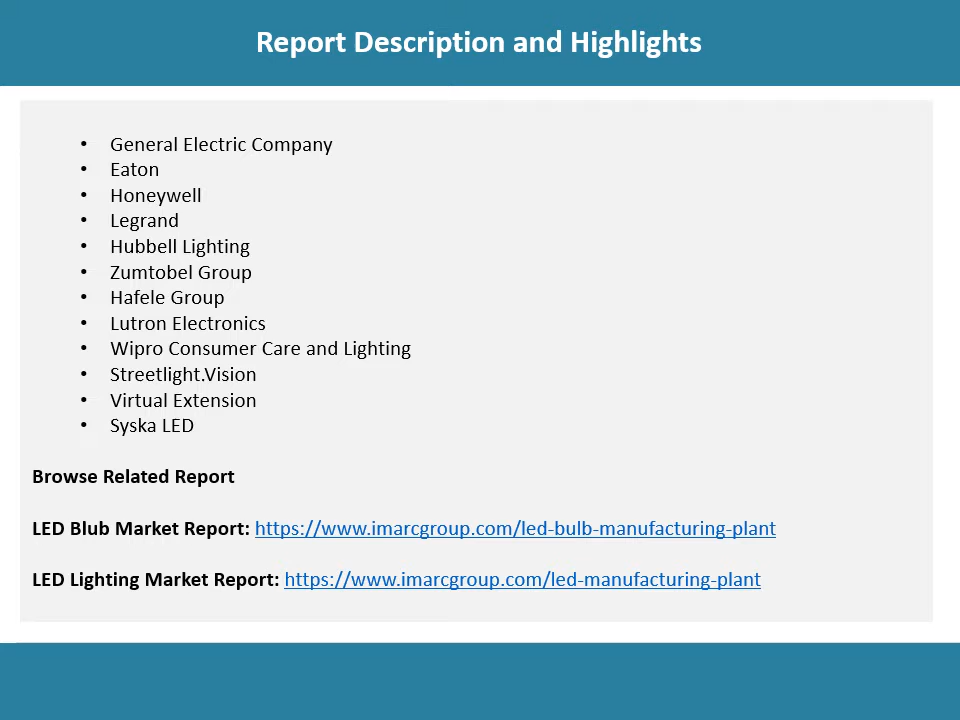 Report Description and Highlights
• General Electric Company
• Eaton
• Honeywell
• Legrand
• Hubbell Lighting
• Zumtobel Group
• Hafele Group
• Lutron Electronics
• Wipro Consumer Care and Lighting
• Streetlight.Vision
• Virtual Extension
• Syska LED
Browse Related Report
LED Blub Market Report: https://www.imarcgroup.com/led-bulb-manufacturing-plant
LED Lighting Market Report: https://www.imarcgroup.com/led-manufacturing-plant